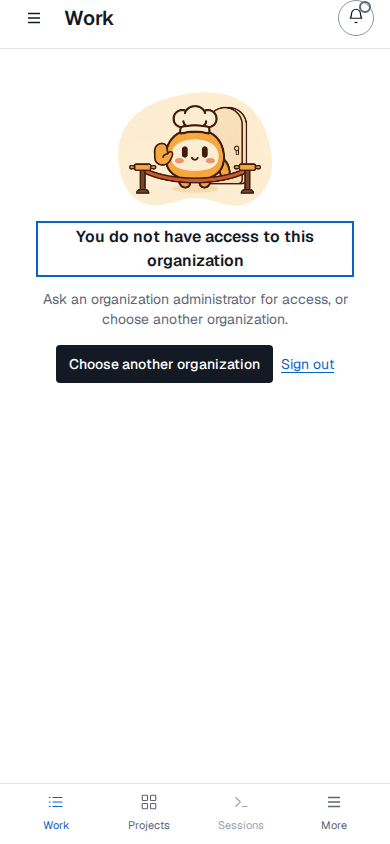 Work
You do not have access to this
organization
Ask an organization administrator for access, or
choose another organization.
Choose another organization
Sign out
Work
Projects
Sessions
More